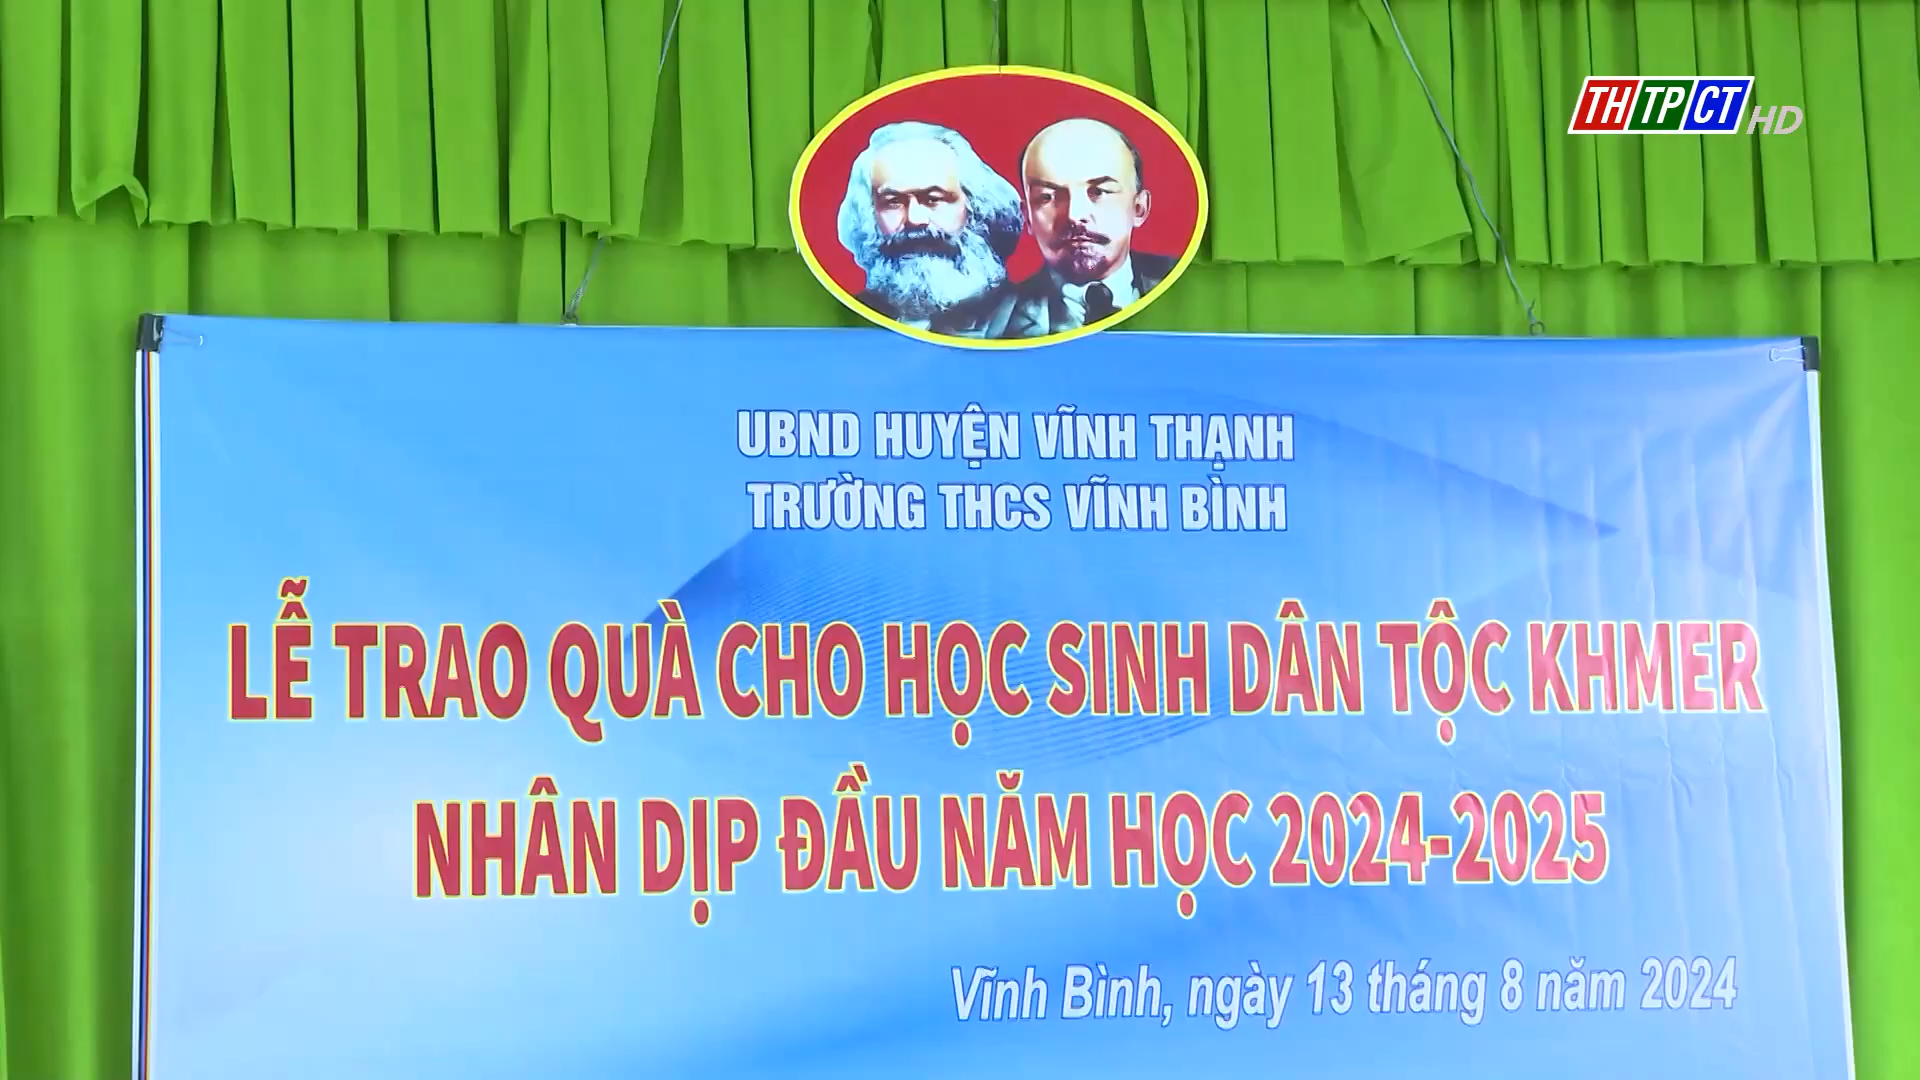 THTPCT HD
UBND HUYỆN VĨNH THẠNH
TRƯỜNG THCS VĨNH BÌNH
LỄ TRAO QUÀ CHO HỌC SINH DÂN TỘC KHMER
NHÂN DỊP ĐẦU NĂM HỌC 2024-2025
Vĩnh Bình, ngày 13 tháng 8 năm 2024